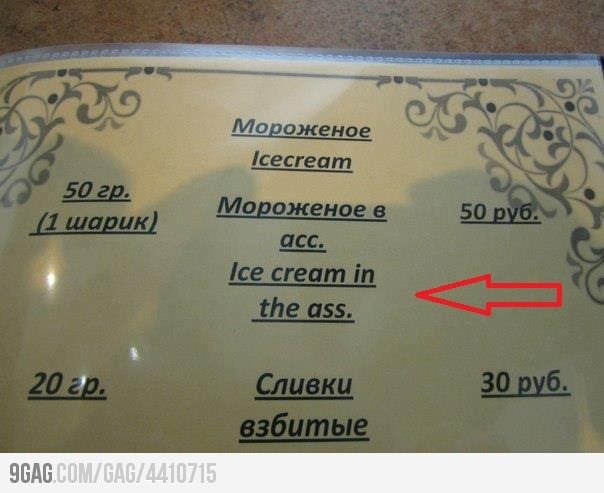 Мороженое
Icecream
50 гр.
(1 шарик)
Мороженое в
асс.
50 руб.
Ice cream in
the ass.
20 гр.
Сливки
взбитые
30 руб.
9GAG.COM/GAG/4410715